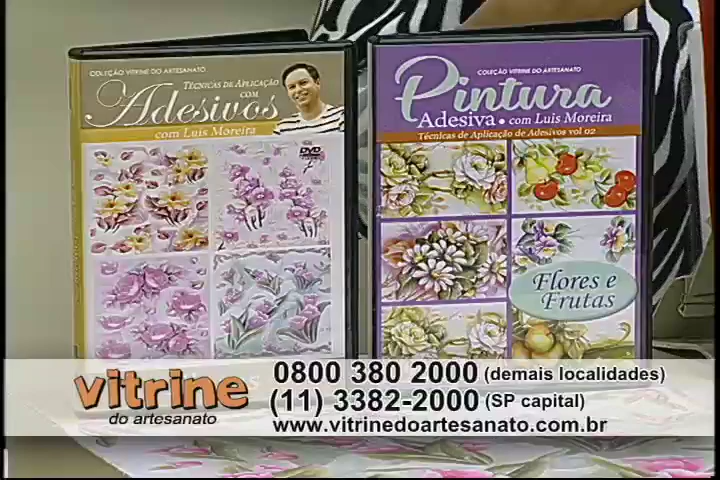 COLEÇÃO VITRINE DO ARTESANATO
TÉCNICAS DE APLICAÇÃO
COM
Adesivos
com Luis Moreira
DVD
COLEÇÃO VITRINE DO ARTESANATO
Pintura
Adesiva • com Luis Moreira
Técnicas de Aplicação de Adesivos vol 02
Flores e
Frutas
vitrine
do artesanato
0800 380 2000 (demais localidades)
(11) 3382-2000 (SP capital)
www.vitrinedoartesanato.com.br